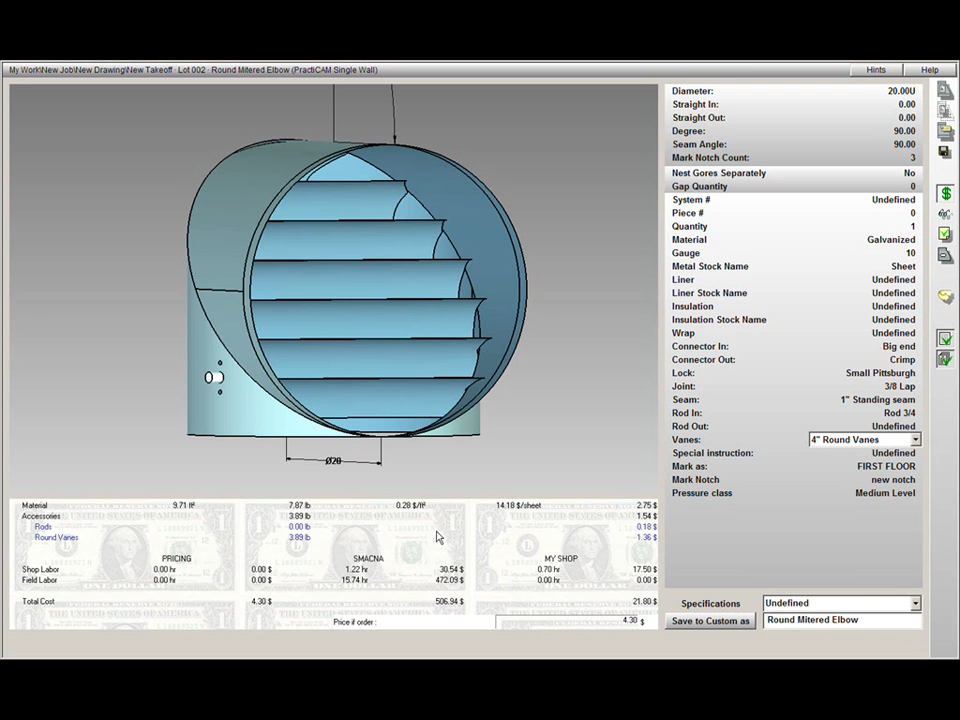 My Work\New Job\New Drawing\New Takeoff - Lot 002 - Round Mitered Elbow (PractiCAM Single Wall)
Hints
Help
Diameter: 20.00U
Straight In: 0.00
Straight Out: 0.00
Degree: 90.00
Seam Angle: 90.00
Mark Notch Count: 3
Nest Gores Separately No
Gap Quantity 0
System # Undefined
Piece # 0
Quantity 1
Material Galvanized
Gauge 10
Metal Stock Name Sheet
Liner Undefined
Liner Stock Name Undefined
Insulation Undefined
Insulation Stock Name Undefined
Wrap Undefined
Connector In: Big end
Connector Out: Crimp
Lock: Small Pittsburgh
Joint: 3/8 Lap
Seam: 1" Standing seam
Rod In: Rod 3/4
Rod Out: Undefined
Vanes: 4" Round Vanes
Special instruction: Undefined
Mark as: FIRST FLOOR
Mark Notch new notch
Pressure class Medium Level
Ø20
Material 9.71 ft² 7.87 lb 0.28 $/ft² 14.18 $/sheet 2.75 $
Accessories 3.89 lb 1.54 $
Rods 0.00 lb 0.18 $
Round Vanes 3.89 lb 1.36 $
PRICING SMACNA MY SHOP
Shop Labor 0.00 hr 0.00 $ 1.22 hr 30.54 $ 0.70 hr 17.50 $
Field Labor 0.00 hr 0.00 $ 15.74 hr 472.09 $ 0.00 hr 0.00 $
Total Cost 4.30 $ 506.94 $ 21.80 $
Price if order: 4.30 $
Specifications Undefined
Save to Custom as Round Mitered Elbow